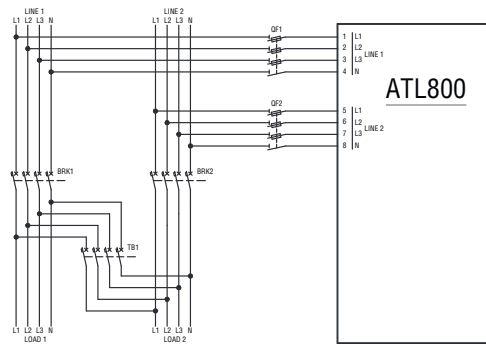 LINE 1
L1 L2 L3 N
LINE 2
L1 L2 L3 N
QF1
1 L1
2 L2
3 L3
4 N
LINE 1
ATL800
QF2
5 L1
6 L2
7 L3
8 N
LINE 2
BRK1
BRK2
TB1
L1 L2 L3 N
LOAD 1
L1 L2 L3 N
LOAD 2